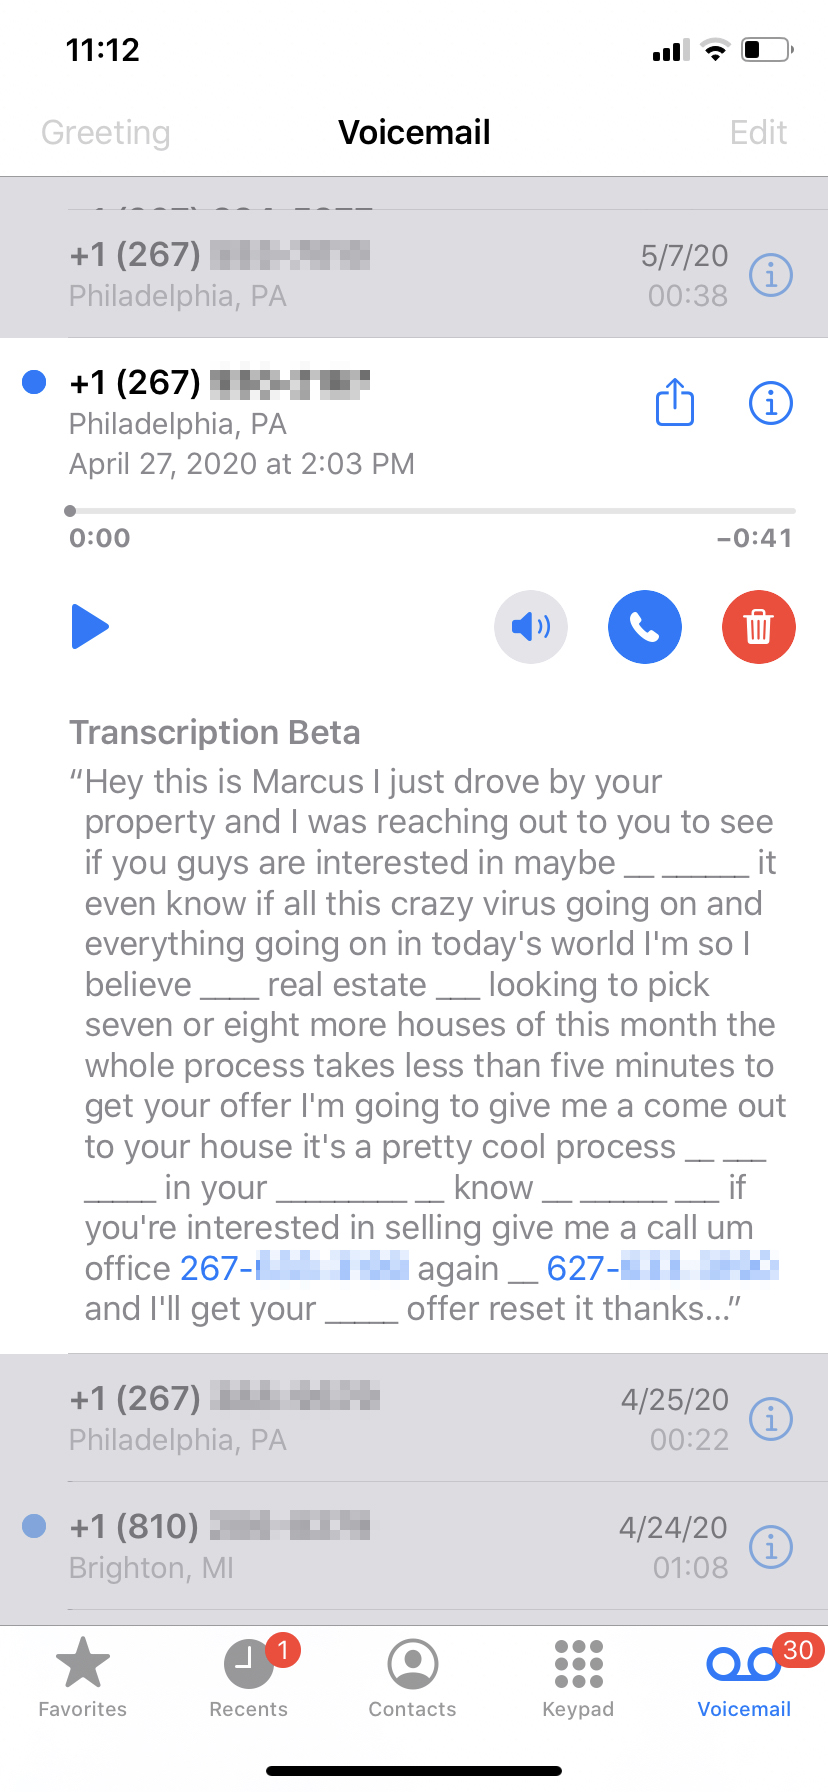 11:12
Greeting Voicemail Edit
+1 (267) 5/7/20
Philadelphia, PA 00:38
+1 (267)
Philadelphia, PA
April 27, 2020 at 2:03 PM
0:00 −0:41
Transcription Beta
“Hey this is Marcus I just drove by your
property and I was reaching out to you to see
if you guys are interested in maybe __ ______ it
even know if all this crazy virus going on and
everything going on in today's world I'm so I
believe ____ real estate ___ looking to pick
seven or eight more houses of this month the
whole process takes less than five minutes to
get your offer I'm going to give me a come out
to your house it's a pretty cool process __ ___
_____ in your _________ __ know __ ______ ___ if
you're interested in selling give me a call um
office 267- again __ 627-
and I'll get your _____ offer reset it thanks...”
+1 (267) 4/25/20
Philadelphia, PA 00:22
+1 (810) 4/24/20
Brighton, MI 01:08
1 30
Favorites Recents Contacts Keypad Voicemail